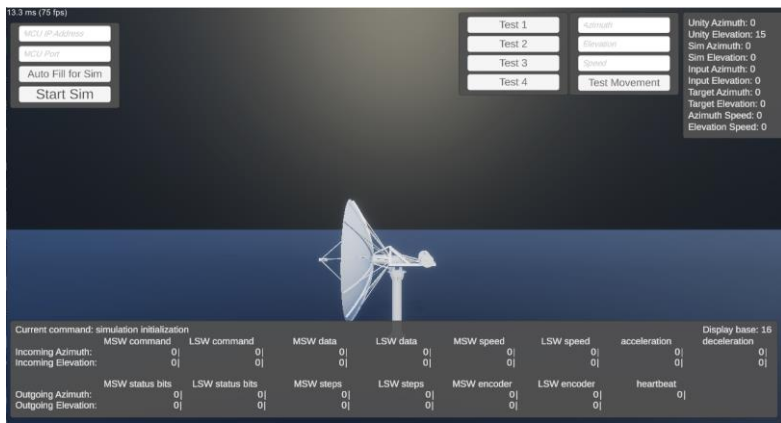 13.3 ms (75 fps)
MCU IP-Address
MCU Port
Auto Fill for Sim
Start Sim
Test 1
Test 2
Test 3
Test 4
Azimuth
Elevation
Speed
Test Movement
Unity Azimuth: 0
Unity Elevation: 15
Sim Azimuth: 0
Sim Elevation: 0
Input Azimuth: 0
Input Elevation: 0
Target Azimuth: 0
Target Elevation: 0
Azimuth Speed: 0
Elevation Speed: 0
Current command: simulation initialization Display base: 16
MSW command LSW command MSW data LSW data MSW speed LSW speed acceleration deceleration
Incoming Azimuth: 0| 0| 0| 0| 0| 0| 0| 0|
Incoming Elevation: 0| 0| 0| 0| 0| 0| 0| 0|
MSW status bits LSW status bits MSW steps LSW steps MSW encoder LSW encoder heartbeat
Outgoing Azimuth: 0| 0| 0| 0| 0| 0| 0|
Outgoing Elevation: 0| 0| 0| 0| 0| 0|